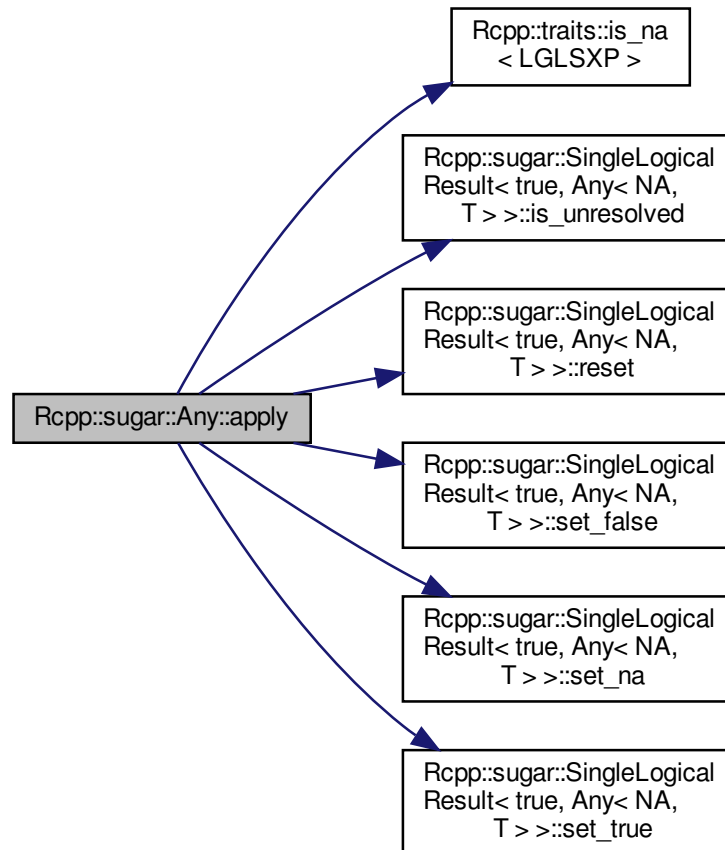 Rcpp::traits::is_na
< LGLSXP >
Rcpp::sugar::SingleLogical
Result< true, Any< NA,
T > >::is_unresolved
Rcpp::sugar::SingleLogical
Result< true, Any< NA,
T > >::reset
Rcpp::sugar::Any::apply
Rcpp::sugar::SingleLogical
Result< true, Any< NA,
T > >::set_false
Rcpp::sugar::SingleLogical
Result< true, Any< NA,
T > >::set_na
Rcpp::sugar::SingleLogical
Result< true, Any< NA,
T > >::set_true